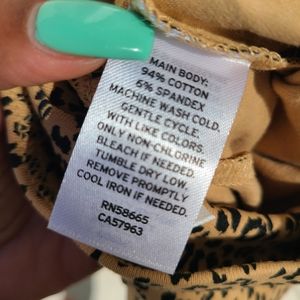 MAIN BODY:
94% COTTON
6% SPANDEX
MACHINE WASH COLD.
GENTLE CYCLE.
WITH LIKE COLORS.
ONLY NON-CHLORINE
BLEACH IF NEEDED.
TUMBLE DRY LOW.
REMOVE PROMPTLY
COOL IRON IF NEEDED.
RN58665
CA57963